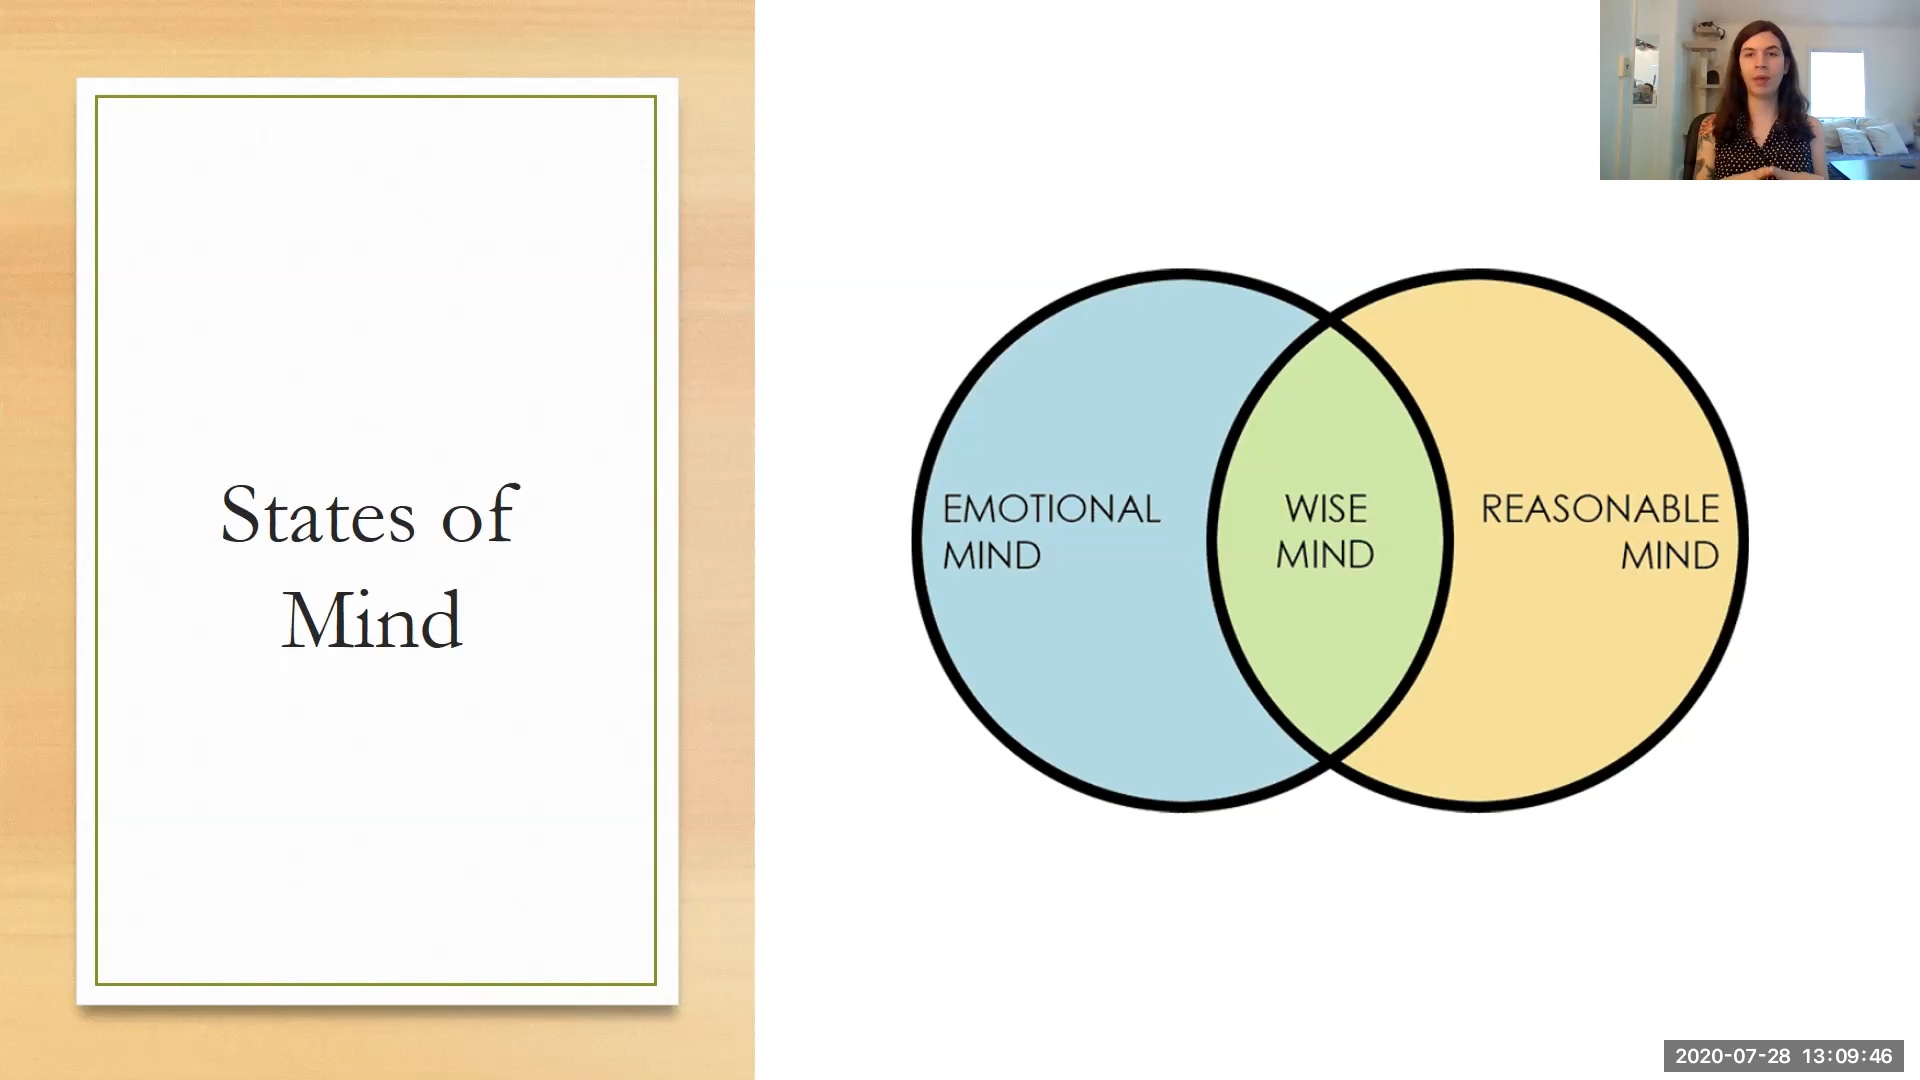 States of
Mind
EMOTIONAL
MIND
WISE
MIND
REASONABLE
MIND
2020-07-28 13:09:46